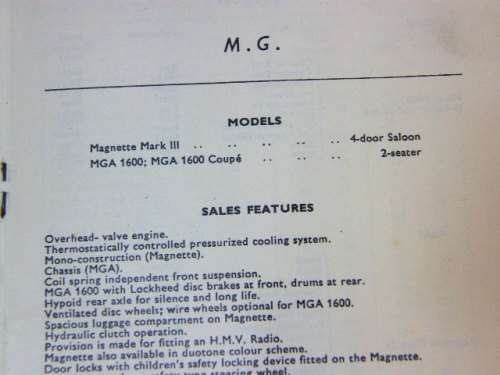 M.G.
MODELS
Magnette Mark III .. .. .. .. .. 4-door Saloon
MGA 1600; MGA 1600 Coupé .. .. .. 2-seater
SALES FEATURES
Overhead- valve engine.
Thermostatically controlled pressurized cooling system.
Mono-construction (Magnette).
Chassis (MGA).
Coil spring independent front suspension.
MGA 1600 with Lockheed disc brakes at front, drums at rear.
Hypoid rear axle for silence and long life.
Ventilated disc wheels; wire wheels optional for MGA 1600.
Spacious luggage compartment on Magnette.
Hydraulic clutch operation.
Provision is made for fitting an H.M.V. Radio.
Magnette also available in duotone colour scheme.
Door locks with children's safety locking device fitted on the Magnette.
steering wheel.